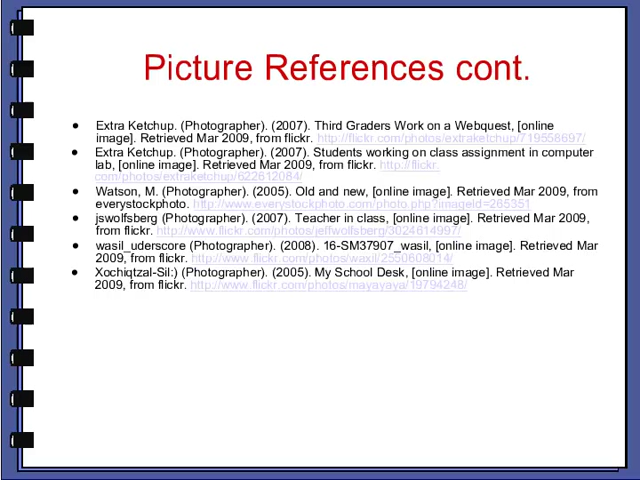 Picture References cont.
● Extra Ketchup. (Photographer). (2007). Third Graders Work on a Webquest, [online
image]. Retrieved Mar 2009, from flickr. http://flickr.com/photos/extraketchup/719558697/
● Extra Ketchup. (Photographer). (2007). Students working on class assignment in computer
lab, [online image]. Retrieved Mar 2009, from flickr. http://flickr.
com/photos/extraketchup/622612084/
● Watson, M. (Photographer). (2005). Old and new, [online image]. Retrieved Mar 2009, from
everystockphoto. http://www.everystockphoto.com/photo.php?imageId=265351
● jswolfsberg (Photographer). (2007). Teacher in class, [online image]. Retrieved Mar 2009,
from flickr. http://www.flickr.com/photos/jeffwolfsberg/3024614997/
● wasil_uderscore (Photographer). (2008). 16-SM37907_wasil, [online image]. Retrieved Mar
2009, from flickr. http://www.flickr.com/photos/waxil/2550608014/
● Xochiqtzal-Sil:) (Photographer). (2005). My School Desk, [online image]. Retrieved Mar
2009, from flickr. http://www.flickr.com/photos/mayayaya/19794248/